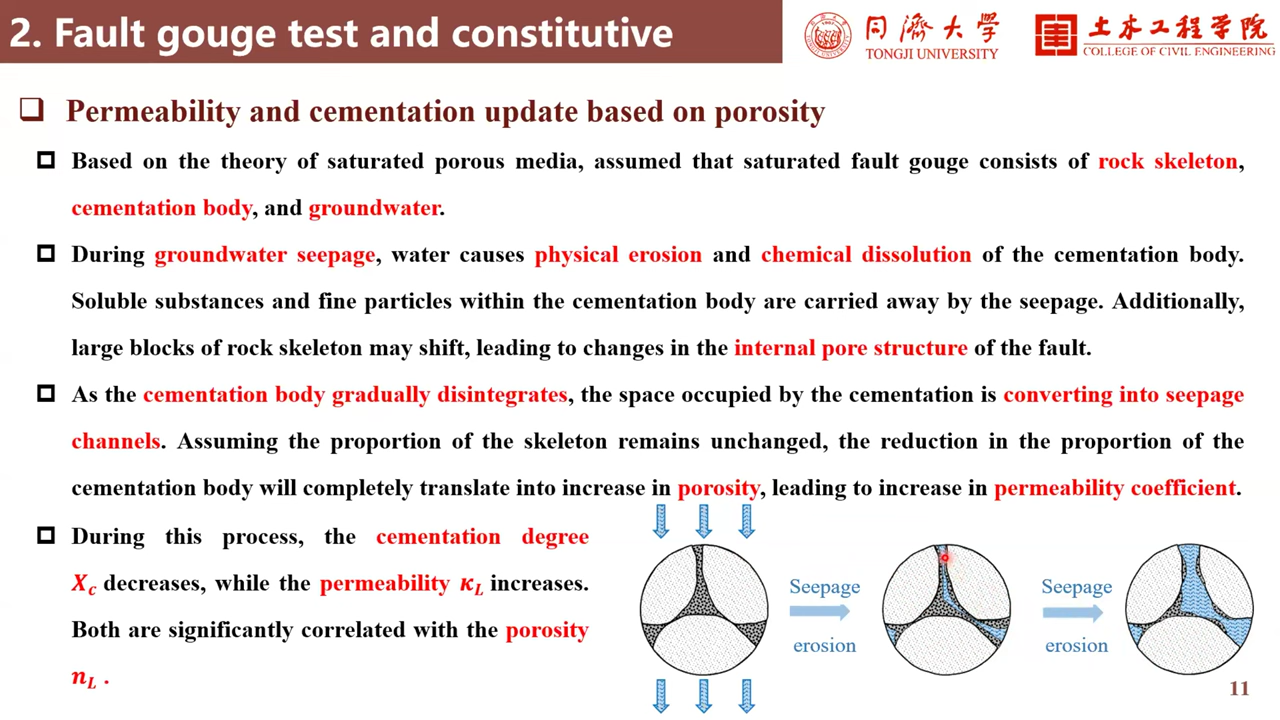 2. Fault gouge test and constitutive
同濟大學
TONGJI UNIVERSITY
土木工程学院
COLLEGE OF CIVIL ENGINEERING
Permeability and cementation update based on porosity
Based on the theory of saturated porous media, assumed that saturated fault gouge consists of rock skeleton,
cementation body, and groundwater.
During groundwater seepage, water causes physical erosion and chemical dissolution of the cementation body.
Soluble substances and fine particles within the cementation body are carried away by the seepage. Additionally,
large blocks of rock skeleton may shift, leading to changes in the internal pore structure of the fault.
As the cementation body gradually disintegrates, the space occupied by the cementation is converting into seepage
channels. Assuming the proportion of the skeleton remains unchanged, the reduction in the proportion of the
cementation body will completely translate into increase in porosity, leading to increase in permeability coefficient.
During this process, the cementation degree
X_c decreases, while the permeability κ_L increases.
Both are significantly correlated with the porosity
n_L .
Seepage
erosion
Seepage
erosion
11